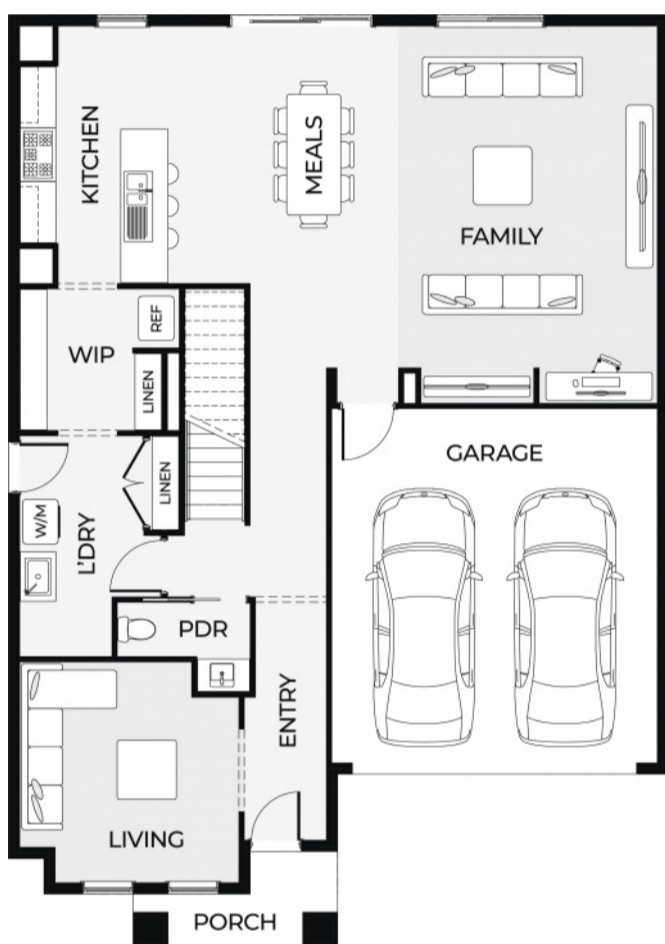 KITCHEN
MEALS
FAMILY
REF
WIP
LINEN
GARAGE
LINEN
W/M
L'DRY
PDR
ENTRY
LIVING
PORCH